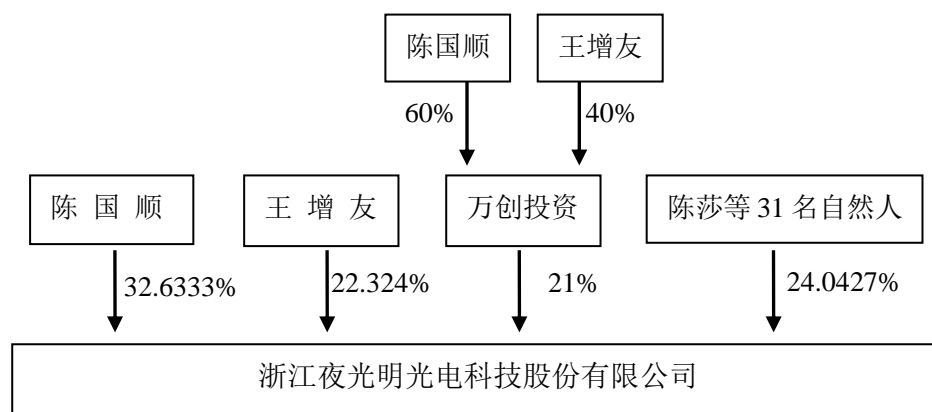 陈国顺 王增友
60% 40%
陈 国 顺 王 增 友 万创投资 陈莎等 31 名自然人
32.6333% 22.324% 21% 24.0427%
浙江夜光明光电科技股份有限公司